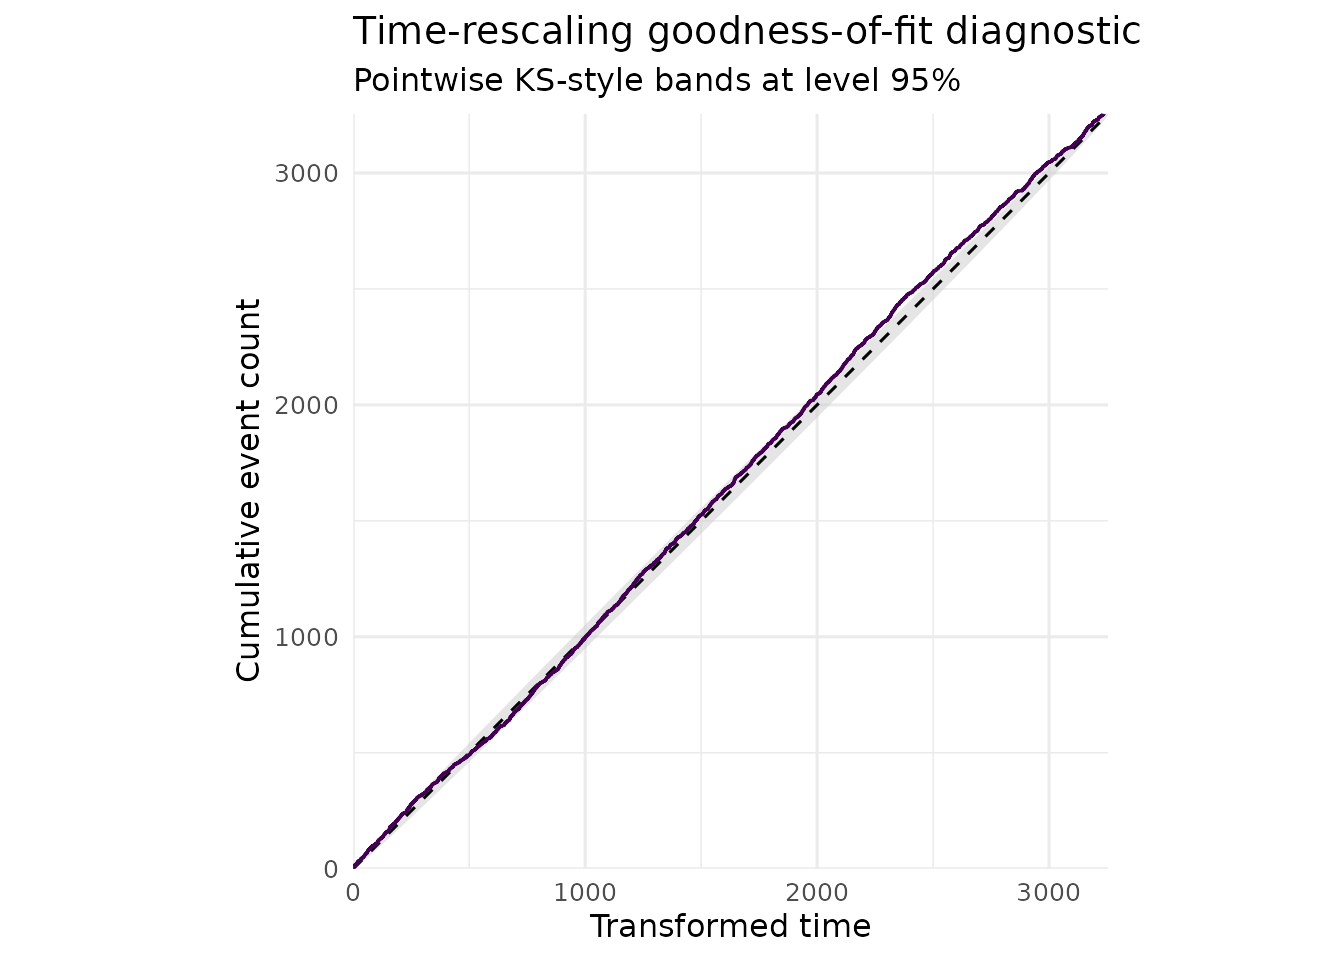 Time-rescaling goodness-of-fit diagnostic
Pointwise KS-style bands at level 95%
Cumulative event count
3000
2000
1000
0
0 1000 2000 3000
Transformed time